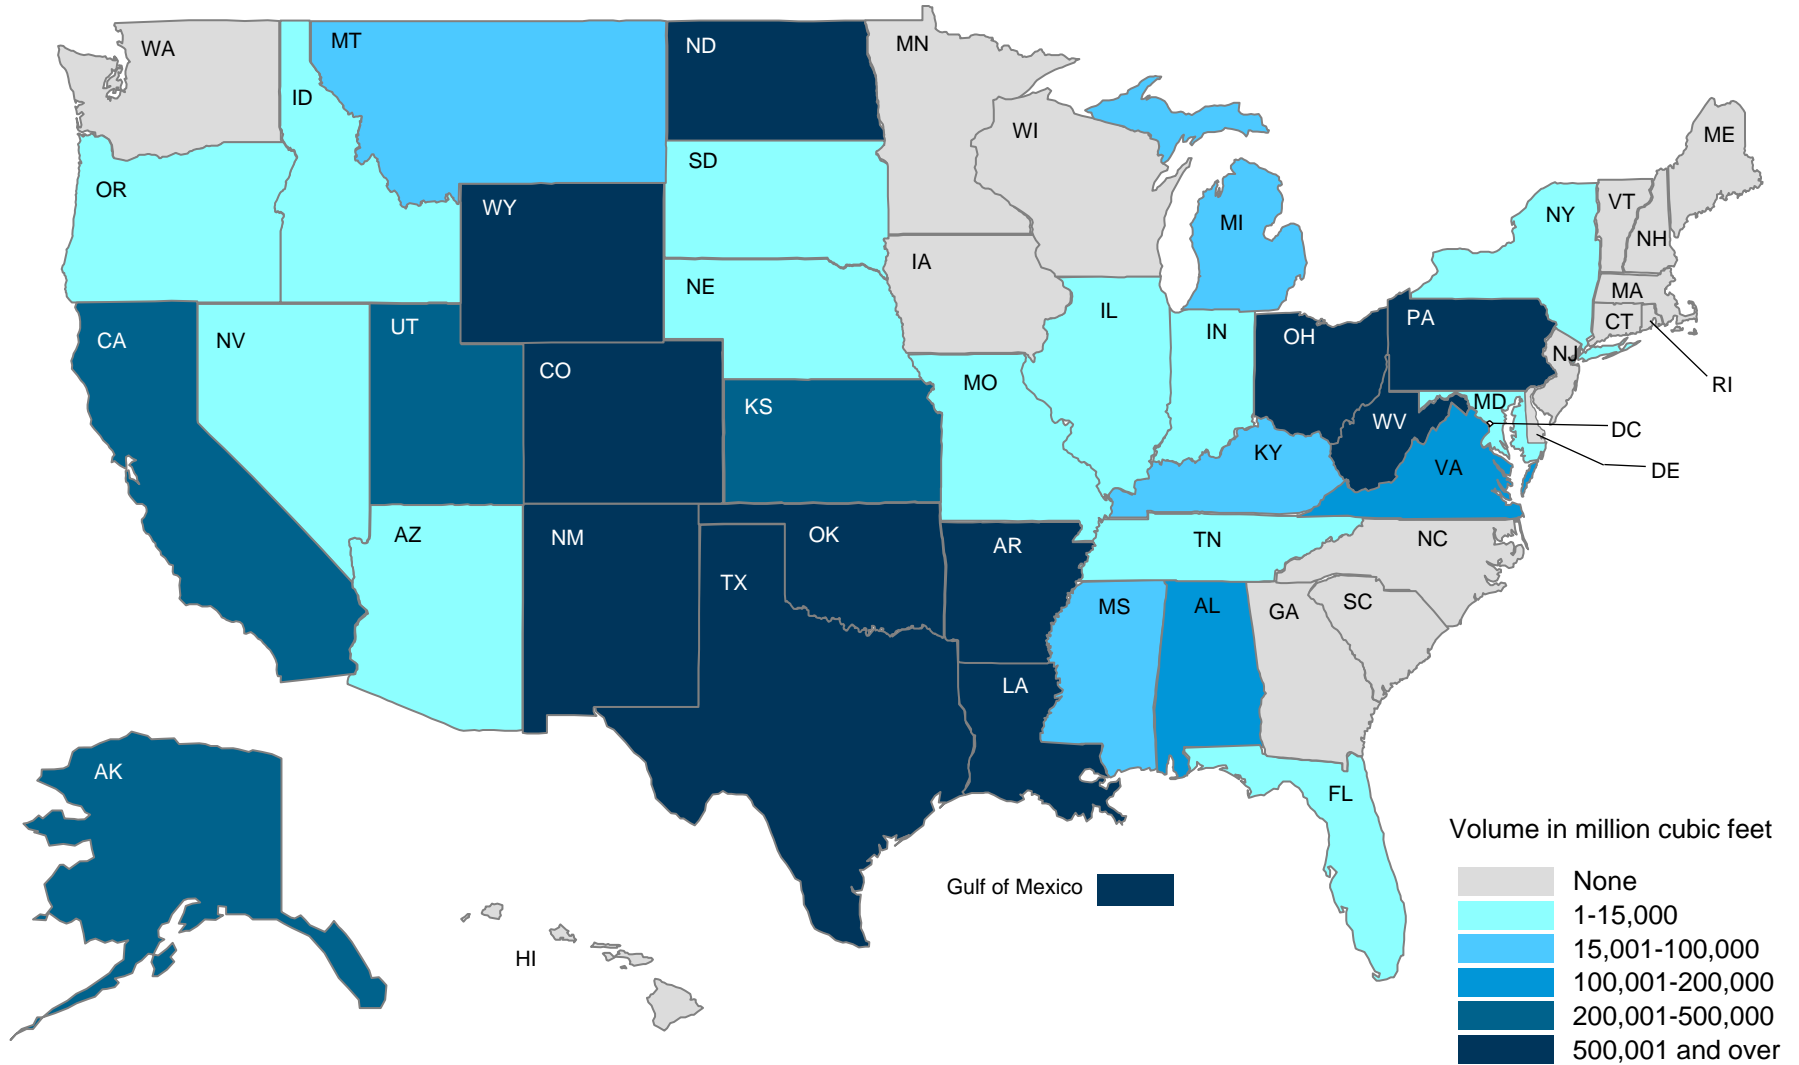 WA
MT
ND
MN
ID
WI
ME
SD
OR
WY
NY
VT
MI
NH
IA
NE
MA
IL
CT
PA
UT
IN
OH
CA
NV
NJ
CO
MO
RI
KS
MD
WV
DC
KY
VA
DE
AZ
NM
OK
AR
TN
NC
TX
MS
AL
GA
SC
LA
AK
FL
Volume in million cubic feet
Gulf of Mexico
None
1-15,000
15,001-100,000
HI
100,001-200,000
200,001-500,000
500,001 and over